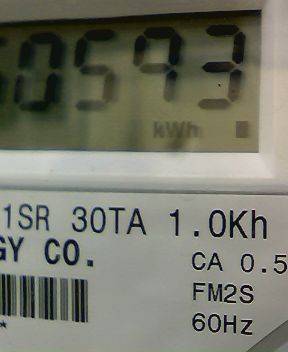 0593
kWh
1SR 30TA 1.0Kh
GY CO.
CA 0.5
FM2S
60Hz